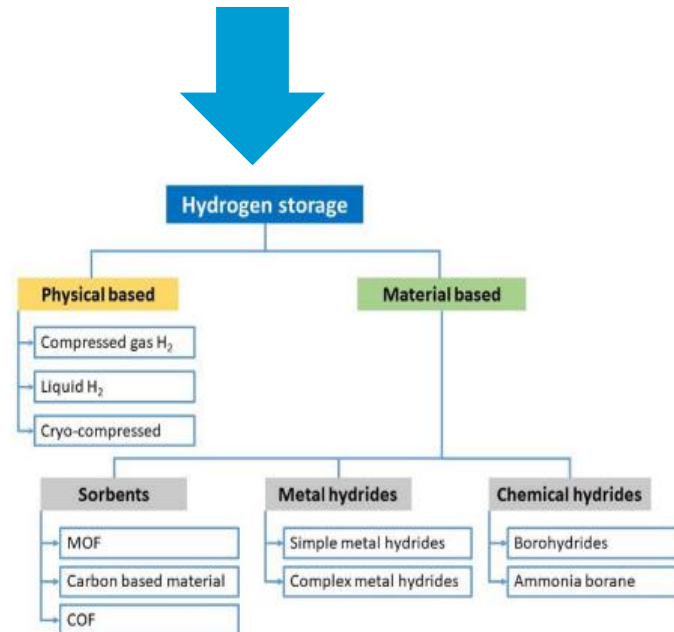 Hydrogen storage
Physical based
Material based
Compressed gas H₂
Liquid H₂
Cryo-compressed
Sorbents
Metal hydrides
Chemical hydrides
MOF
Simple metal hydrides
Borohydrides
Carbon based material
Complex metal hydrides
Ammonia borane
COF